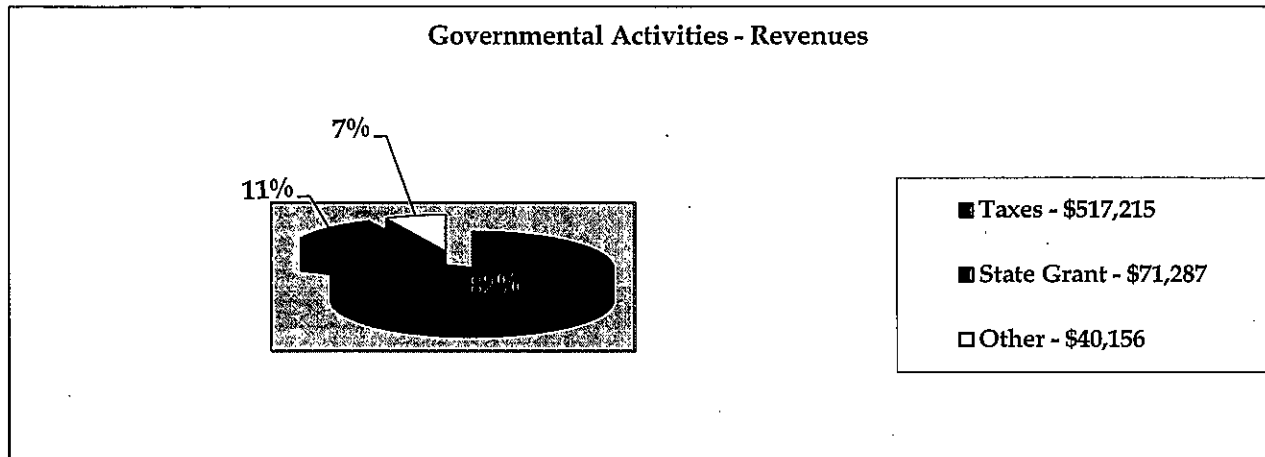 Governmental Activities - Revenues
7%
11%
Taxes - $517,215
State Grant - $71,287
Other - $40,156